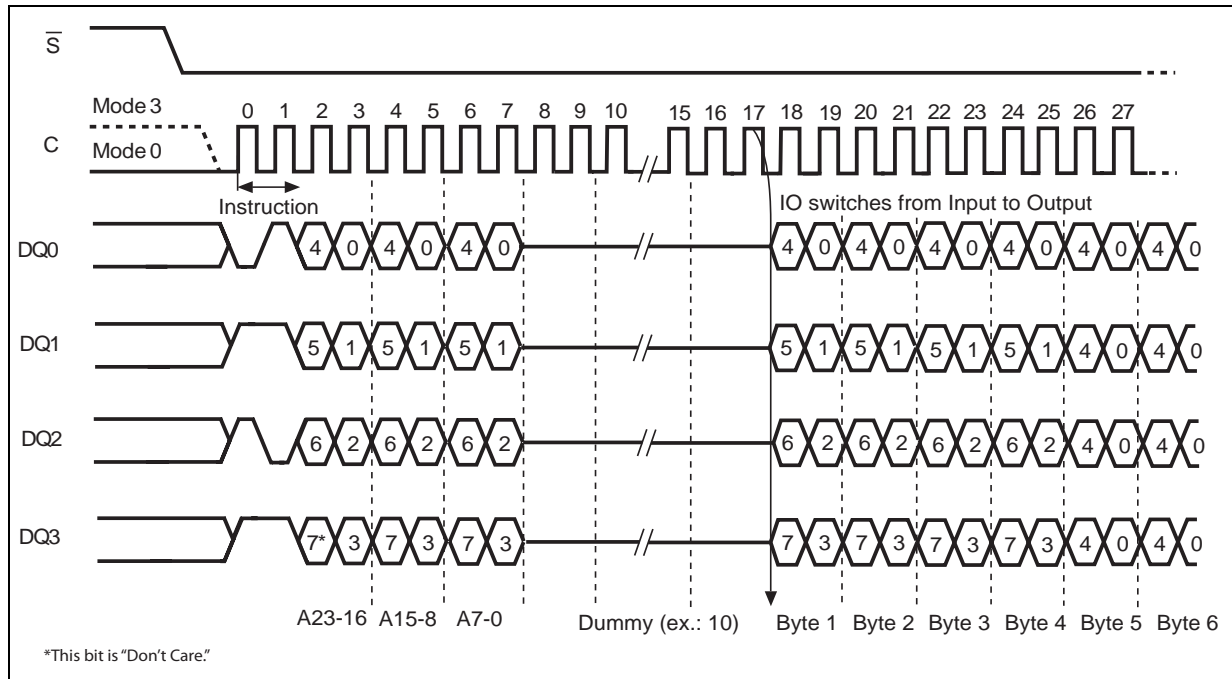 S
Mode 3
0 1 2 3 4 5 6 7 8 9 10 15 16 17 18 19 20 21 22 23 24 25 26 27
C
Mode 0
Instruction
IO switches from Input to Output
DQ0
4 0 4 0 4 0 4 0 4 0 4 0 4 0 4 0 4 0
DQ1
5 1 5 1 5 1 5 1 5 1 5 1 5 1 4 0 4 0
DQ2
6 2 6 2 6 2 6 2 6 2 6 2 6 2 4 0 4 0
DQ3
7* 3 7 3 7 3 7 3 7 3 7 3 7 3 4 0 4 0
A23-16 A15-8 A7-0 Dummy (ex.: 10) Byte 1 Byte 2 Byte 3 Byte 4 Byte 5 Byte 6
*This bit is “Don’t Care.”